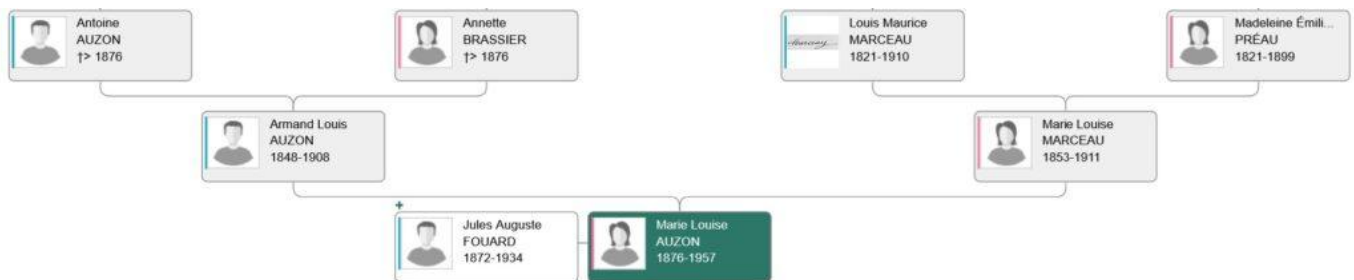 Antoine
AUZON
†> 1876
Annette
BRASSIER
†> 1876
Louis Maurice
MARCEAU
1821-1910
Madeleine Émili...
PRÉAU
1821-1899
Armand Louis
AUZON
1848-1908
Marie Louise
MARCEAU
1853-1911
+
Jules Auguste
FOUARD
1872-1934
Marie Louise
AUZON
1876-1957